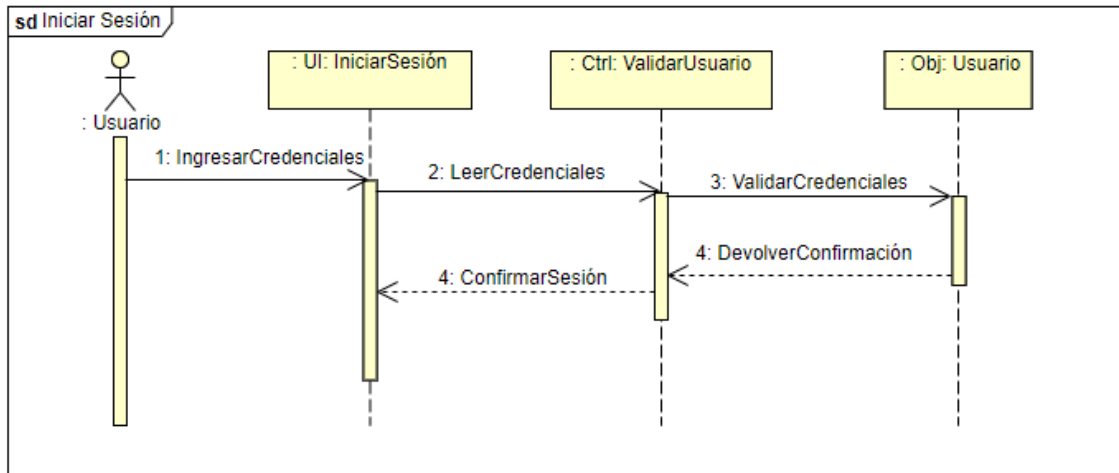 sd Iniciar Sesión
: UI: IniciarSesión
: Ctrl: ValidarUsuario
: Obj: Usuario
: Usuario
1: IngresarCredenciales
2: LeerCredenciales
3: ValidarCredenciales
4: DevolverConfirmación
4: ConfirmarSesión